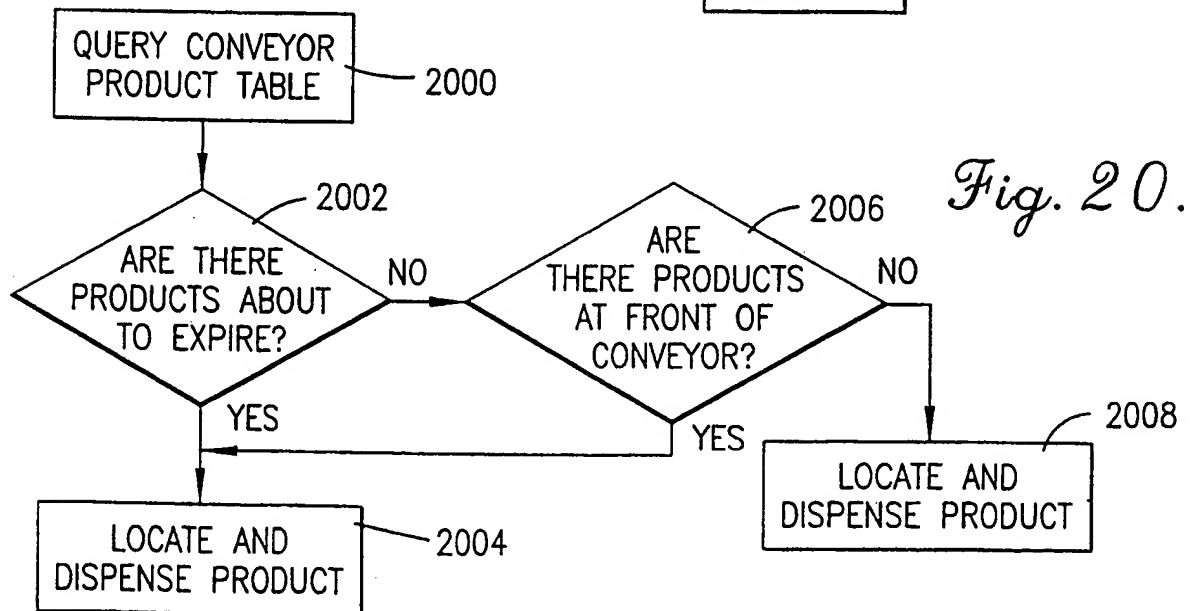 QUERY CONVEYOR
PRODUCT TABLE
2000
Fig. 20.
2002
ARE THERE
PRODUCTS ABOUT
TO EXPIRE?
NO
YES
2006
ARE
THERE PRODUCTS
AT FRONT OF
CONVEYOR?
NO
YES
LOCATE AND
DISPENSE PRODUCT
2004
LOCATE AND
DISPENSE PRODUCT
2008